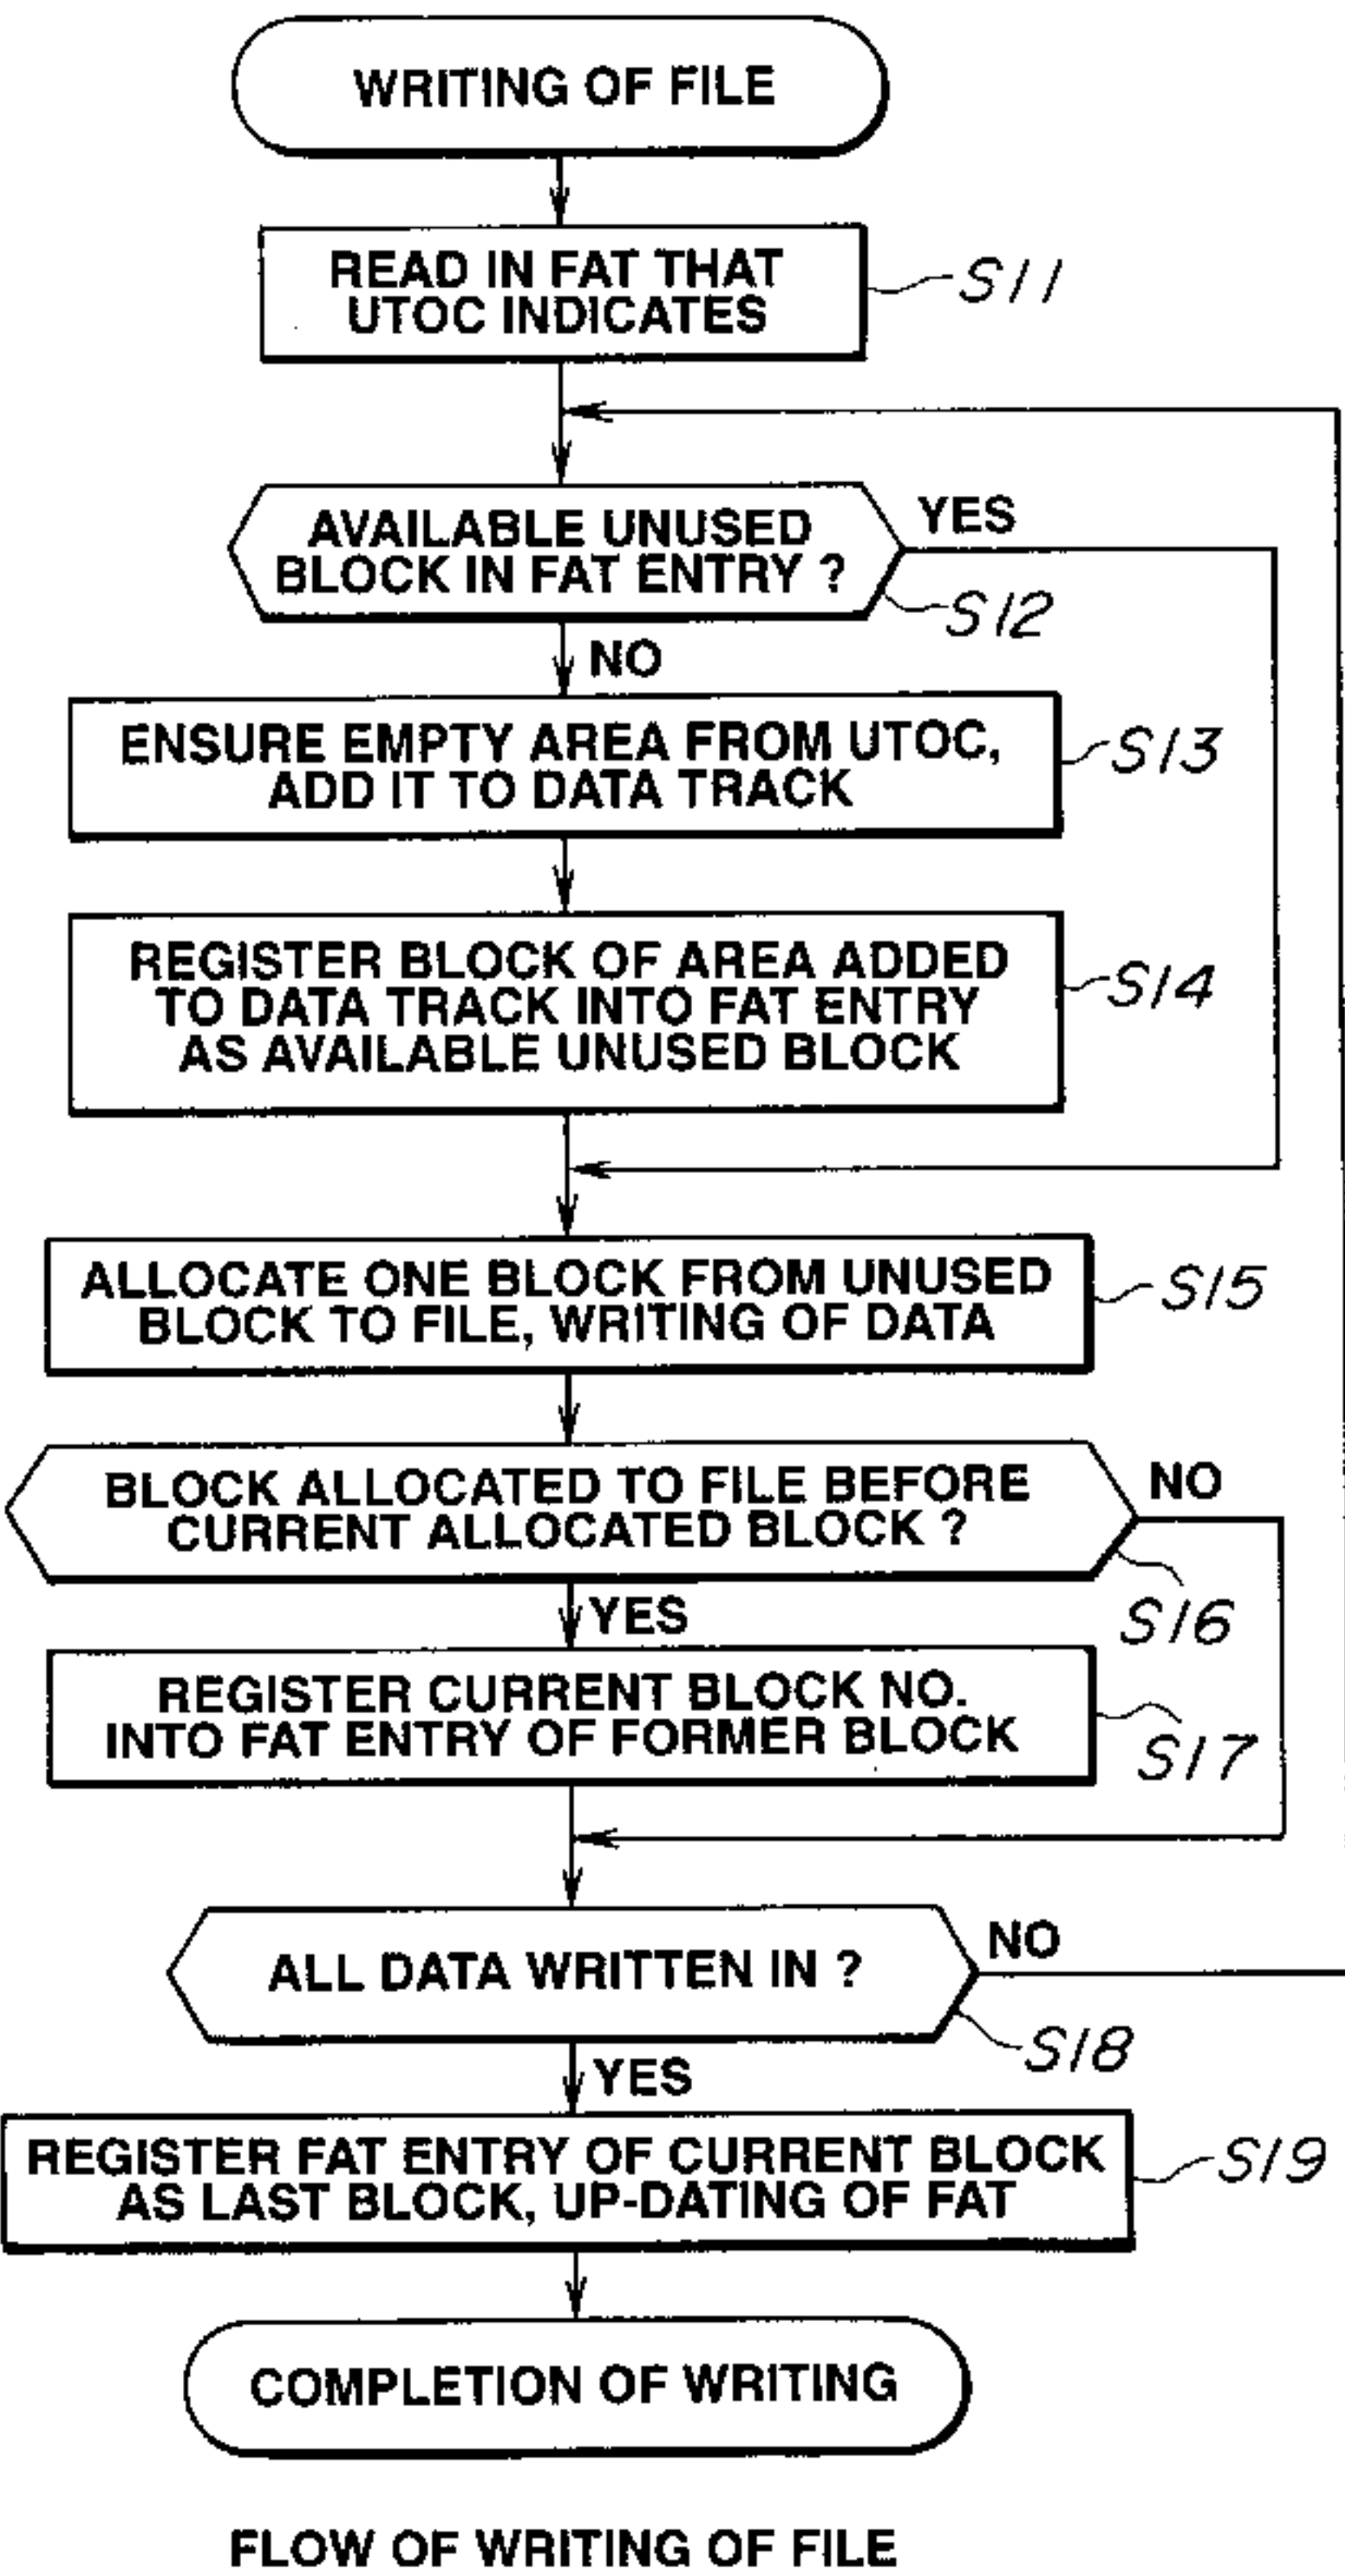 WRITING OF FILE
READ IN FAT THAT
UTOC INDICATES
S11
AVAILABLE UNUSED
BLOCK IN FAT ENTRY ?
YES
S12
NO
ENSURE EMPTY AREA FROM UTOC,
ADD IT TO DATA TRACK
S13
REGISTER BLOCK OF AREA ADDED
TO DATA TRACK INTO FAT ENTRY
AS AVAILABLE UNUSED BLOCK
S14
ALLOCATE ONE BLOCK FROM UNUSED
BLOCK TO FILE, WRITING OF DATA
S15
BLOCK ALLOCATED TO FILE BEFORE
CURRENT ALLOCATED BLOCK ?
NO
S16
YES
REGISTER CURRENT BLOCK NO.
INTO FAT ENTRY OF FORMER BLOCK
S17
ALL DATA WRITTEN IN ?
NO
S18
YES
REGISTER FAT ENTRY OF CURRENT BLOCK
AS LAST BLOCK, UP-DATING OF FAT
S19
COMPLETION OF WRITING
FLOW OF WRITING OF FILE